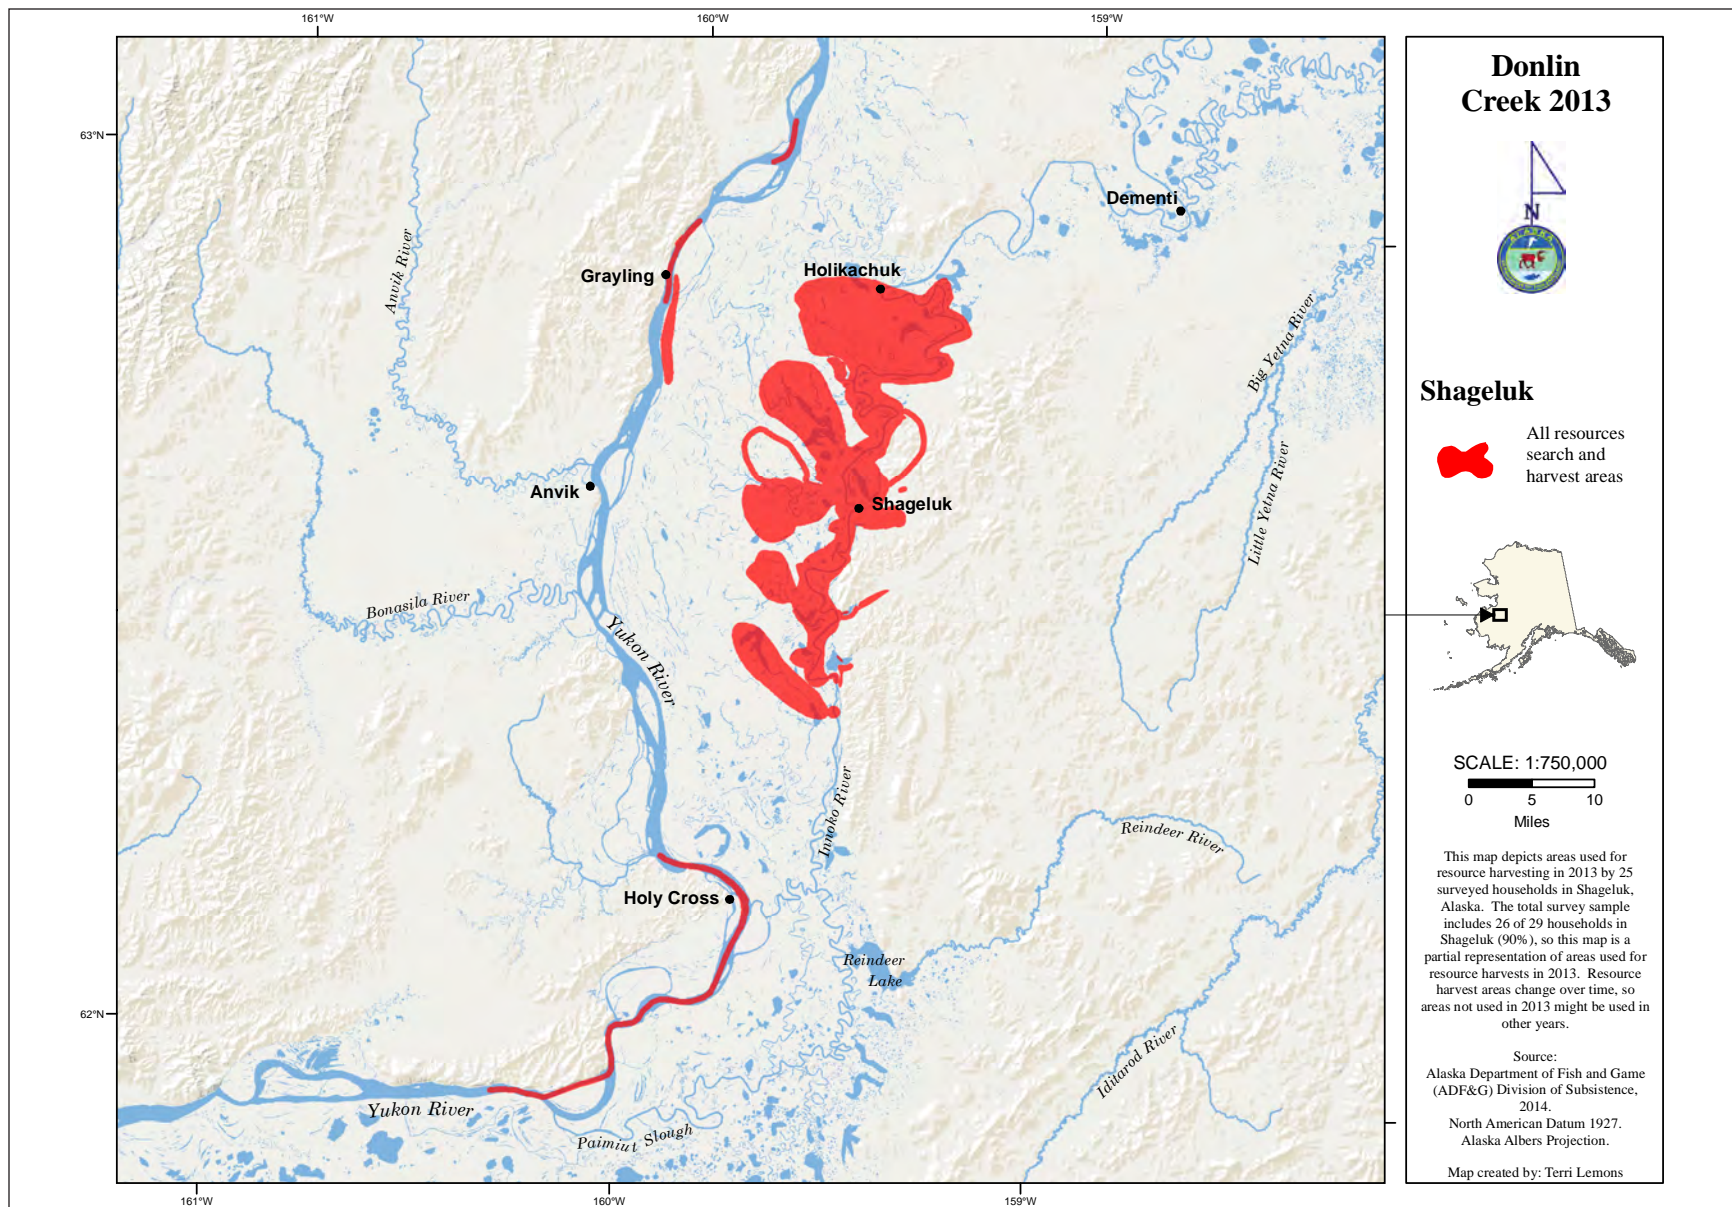 161°W
160°W
159°W
63°N
62°N
161°W
160°W
159°W
Dementi
Holikachuk
Grayling
Anvik River
Big Yetna River
Little Yetna River
Anvik
Shageluk
Bonasila River
Yukon River
Innoko River
Reindeer River
Holy Cross
Reindeer
Lake
Iditarod River
Yukon River
Paimiut Slough
Donlin
Creek 2013
N
ALASKA
Shageluk
All resources
search and
harvest areas
SCALE: 1:750,000
0 5 10
Miles
This map depicts areas used for
resource harvesting in 2013 by 25
surveyed households in Shageluk,
Alaska. The total survey sample
includes 26 of 29 households in
Shageluk (90%), so this map is a
partial representation of areas used for
resource harvests in 2013. Resource
harvest areas change over time, so
areas not used in 2013 might be used in
other years.
Source:
Alaska Department of Fish and Game
(ADF&G) Division of Subsistence,
2014.
North American Datum 1927.
Alaska Albers Projection.
Map created by: Terri Lemons